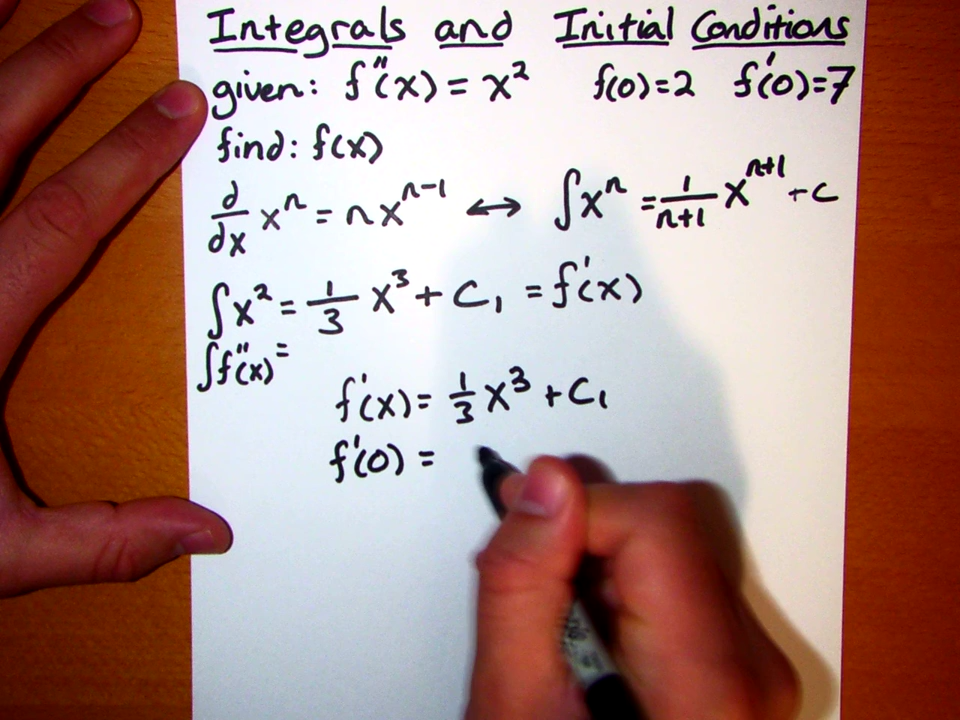 Integrals and Initial Conditions
given: f''(x) = x² f(0)=2 f'(0)=7
find: f(x)
d/dx xⁿ = nxⁿ⁻¹ ↔ ∫xⁿ = 1/(n+1) xⁿ⁺¹ + c
∫x² = 1/3 x³ + C₁ = f'(x)
∫f''(x) =
f'(x) = 1/3 x³ + C₁
f'(0) =